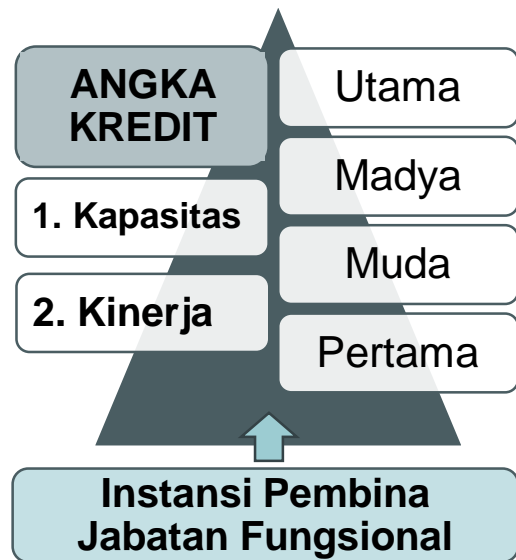 ANGKA
KREDIT
1. Kapasitas
2. Kinerja
Utama
Madya
Muda
Pertama
Instansi Pembina
Jabatan Fungsional